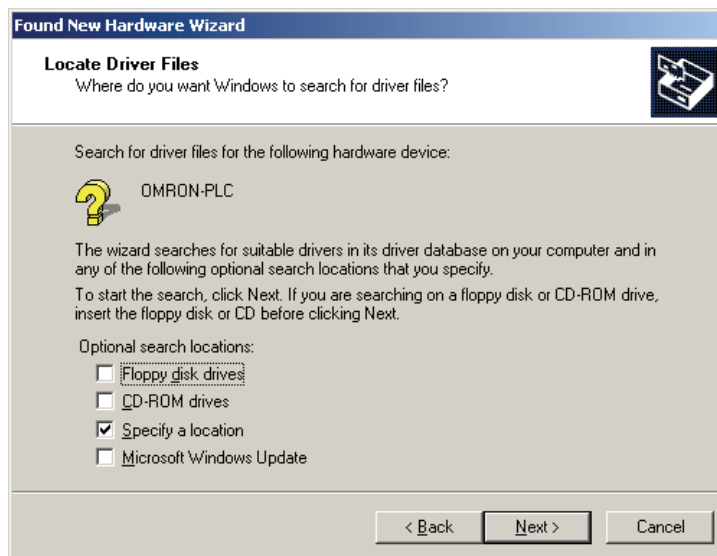 Found New Hardware Wizard
Locate Driver Files
Where do you want Windows to search for driver files?
Search for driver files for the following hardware device:
OMRON-PLC
The wizard searches for suitable drivers in its driver database on your computer and in
any of the following optional search locations that you specify.
To start the search, click Next. If you are searching on a floppy disk or CD-ROM drive,
insert the floppy disk or CD before clicking Next.
Optional search locations:
Floppy disk drives
CD-ROM drives
Specify a location
Microsoft Windows Update
< Back Next > Cancel